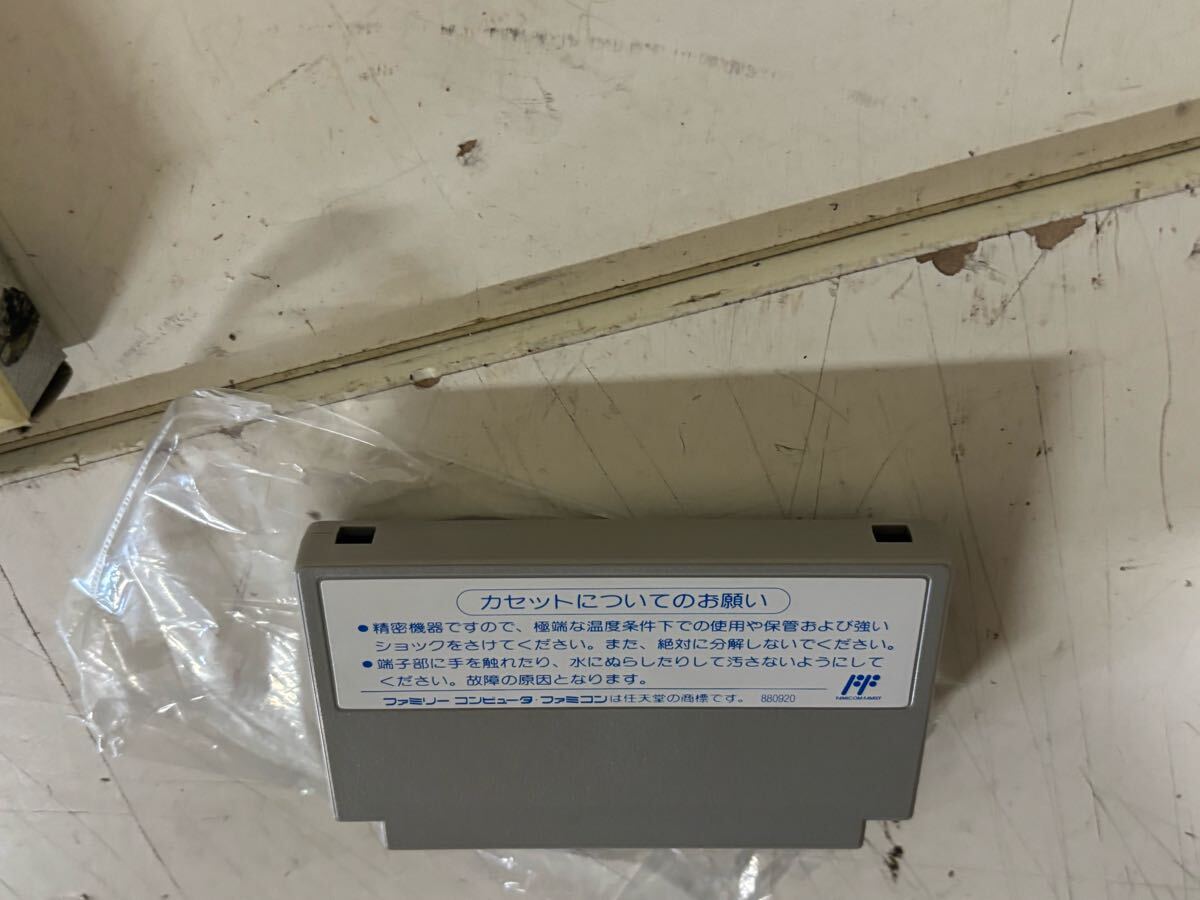 カセットについてのお願い
●精密機器ですので、極端な温度条件下での使用や保管および強い
ショックをさけてください。また、絶対に分解しないでください。
●端子部に手を触れたり、水にぬらしたりして汚さないようにして
ください。故障の原因となります。
ファミリーコンピュータ・ファミコンは任天堂の商標です。 880920
FAMICOM FAMILY